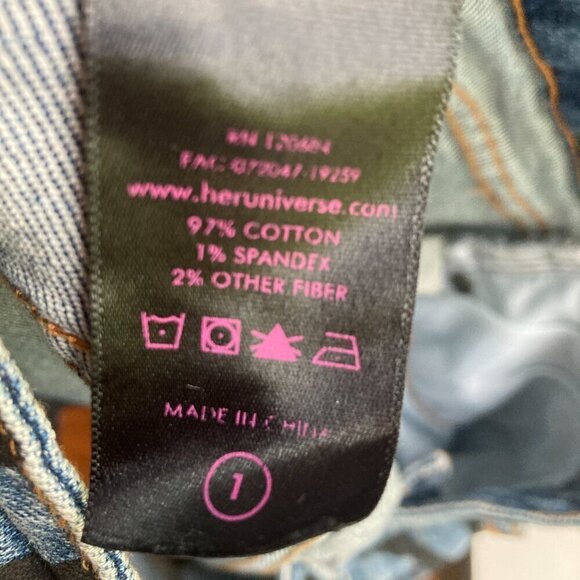 www.heruniverse.com
97% COTTON
1% SPANDEX
2% OTHER FIBER
MADE IN CHINA
1